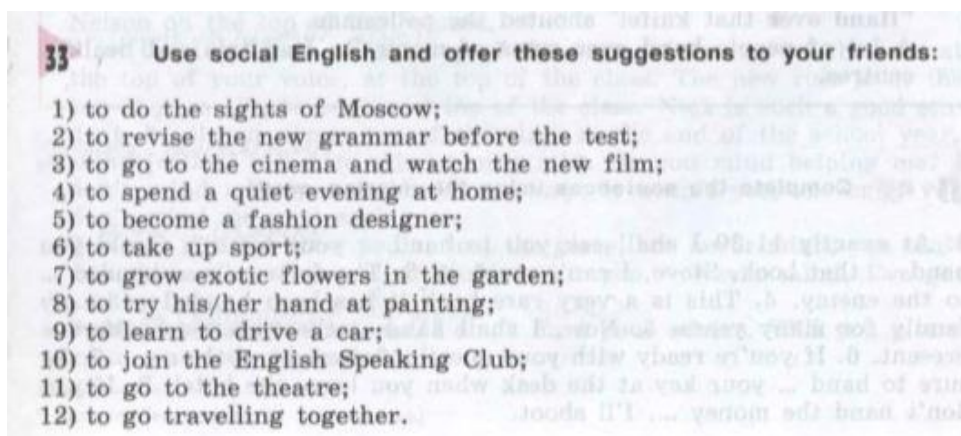 33 Use social English and offer these suggestions to your friends:
1) to do the sights of Moscow;
2) to revise the new grammar before the test;
3) to go to the cinema and watch the new film;
4) to spend a quiet evening at home;
5) to become a fashion designer;
6) to take up sport;
7) to grow exotic flowers in the garden;
8) to try his/her hand at painting;
9) to learn to drive a car;
10) to join the English Speaking Club;
11) to go to the theatre;
12) to go travelling together.